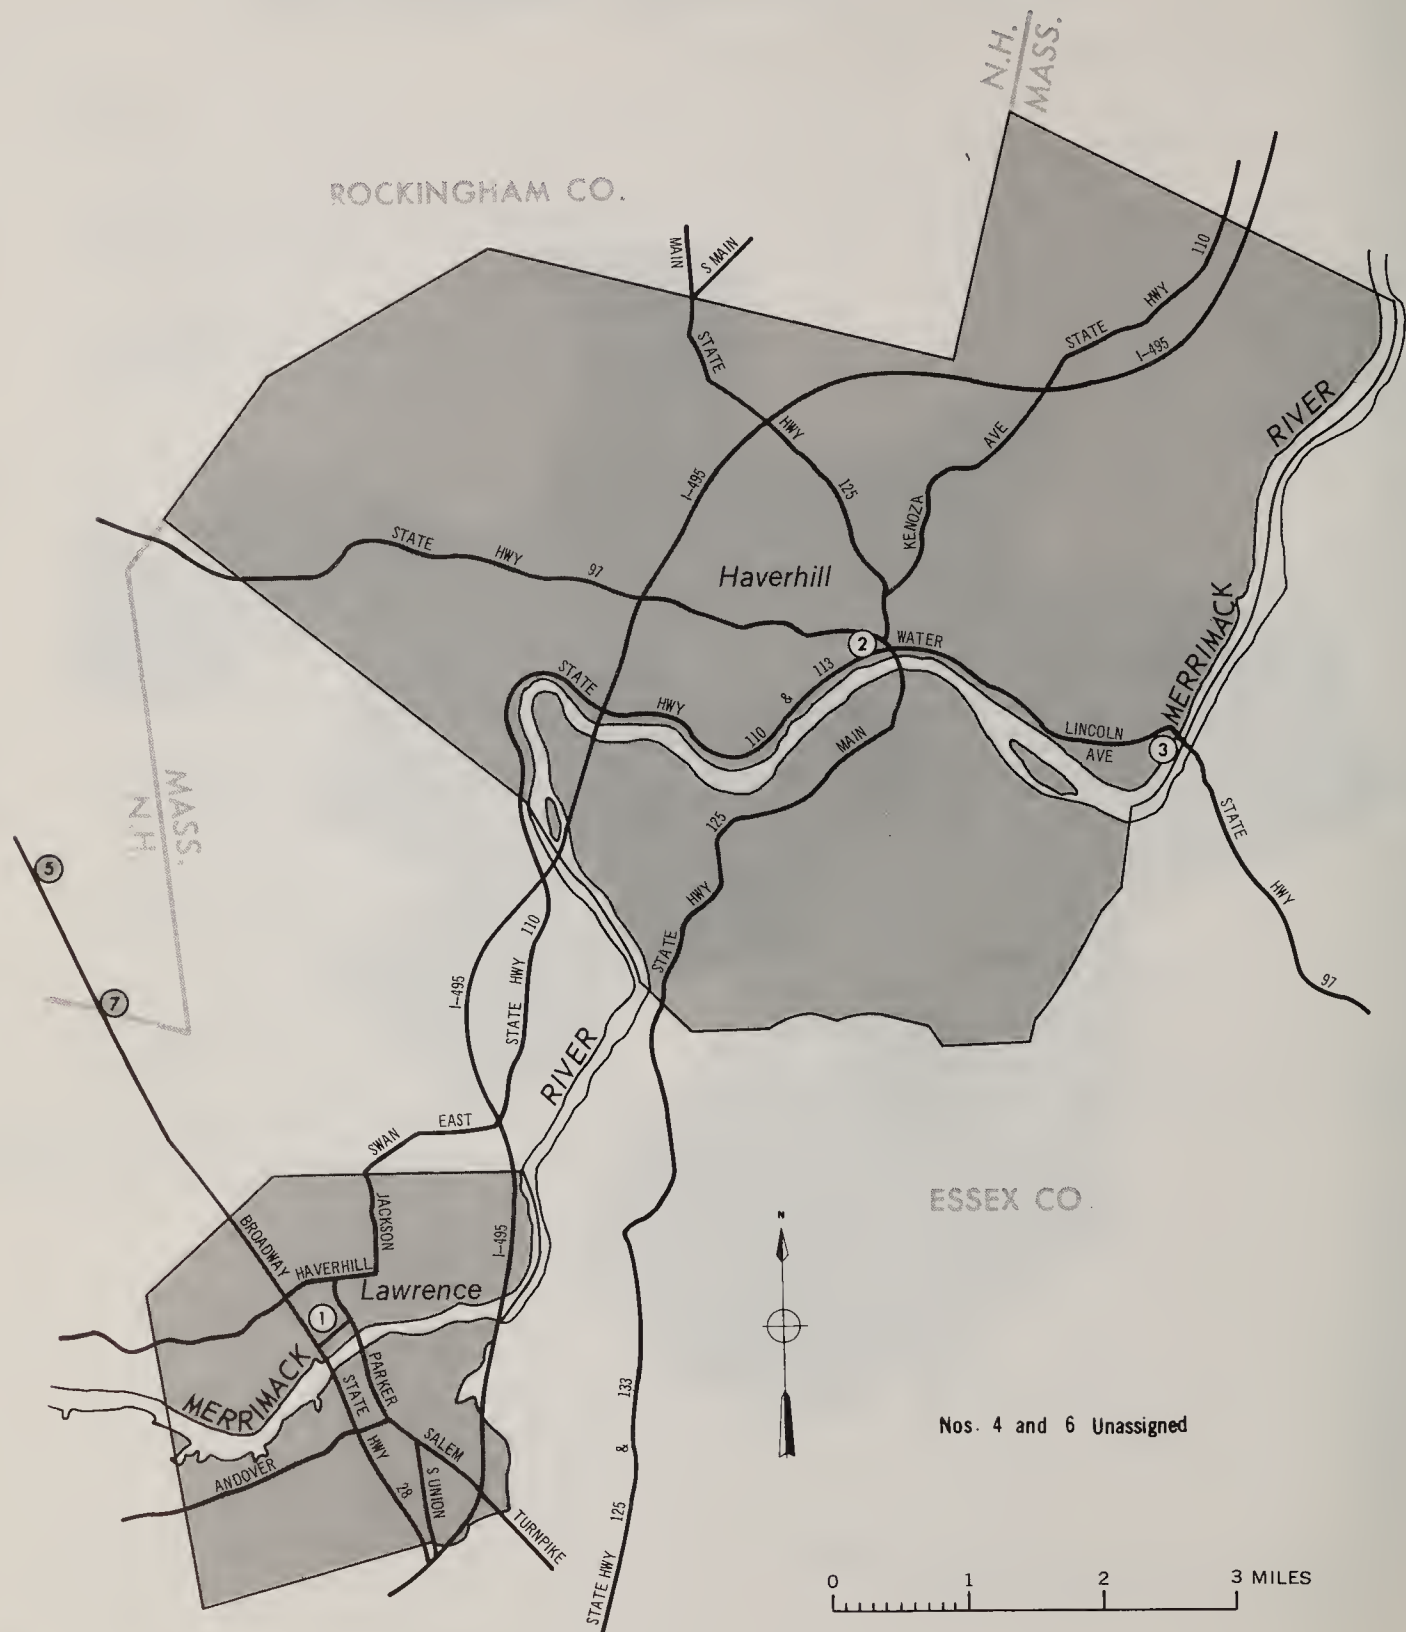 N.H.
MASS.
ROCKINGHAM CO.
MAIN
S MAIN
110
HWY
STATE
I-495
STATE
HWY
AVE
RIVER
I-495
125
KENOZA
STATE
HWY
97
Haverhill
MERRIMACK
2
WATER
STATE
HWY
110
&
113
MAIN
LINCOLN
AVE
3
MASS.
N.H.
125
STATE
HWY
5
HWY
STATE
110
HWY
STATE
I-495
97
7
RIVER
EAST
SWAN
ESSEX CO
JACKSON
N
BROADWAY
I-495
HAVERHILL
Lawrence
1
MERRIMACK
PARKER
STATE
HWY
28
133
&
125
STATE HWY
Nos. 4 and 6 Unassigned
SALEM
ANDOVER
S UNION
TURNPIKE
0 1 2 3 MILES